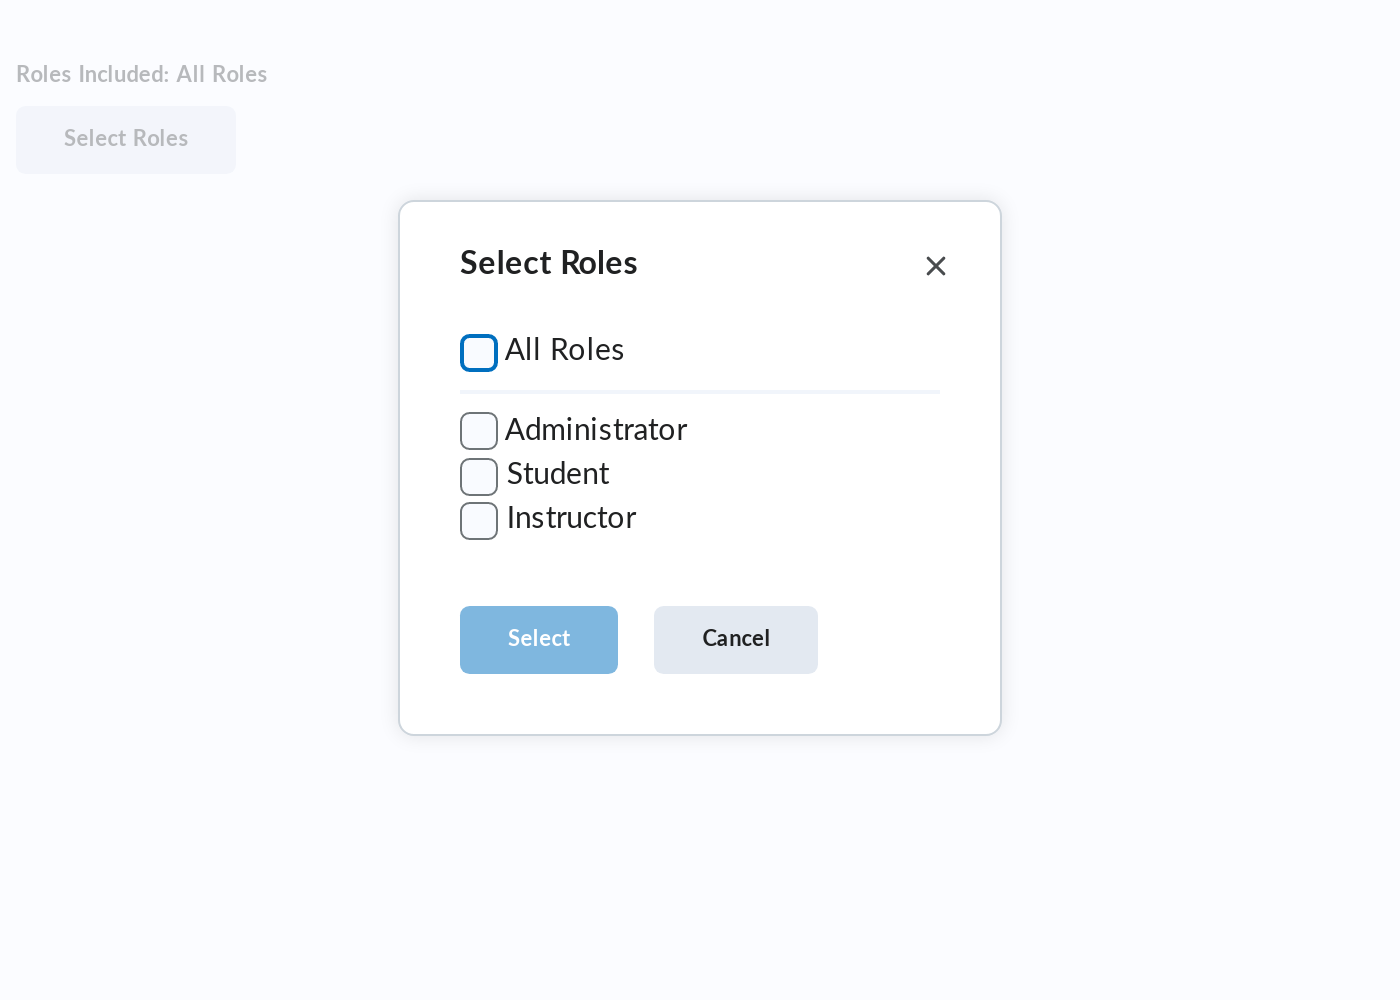 Roles Included: All Roles
Select Roles
Select Roles
All Roles
Administrator
Student
Instructor
Select
Cancel